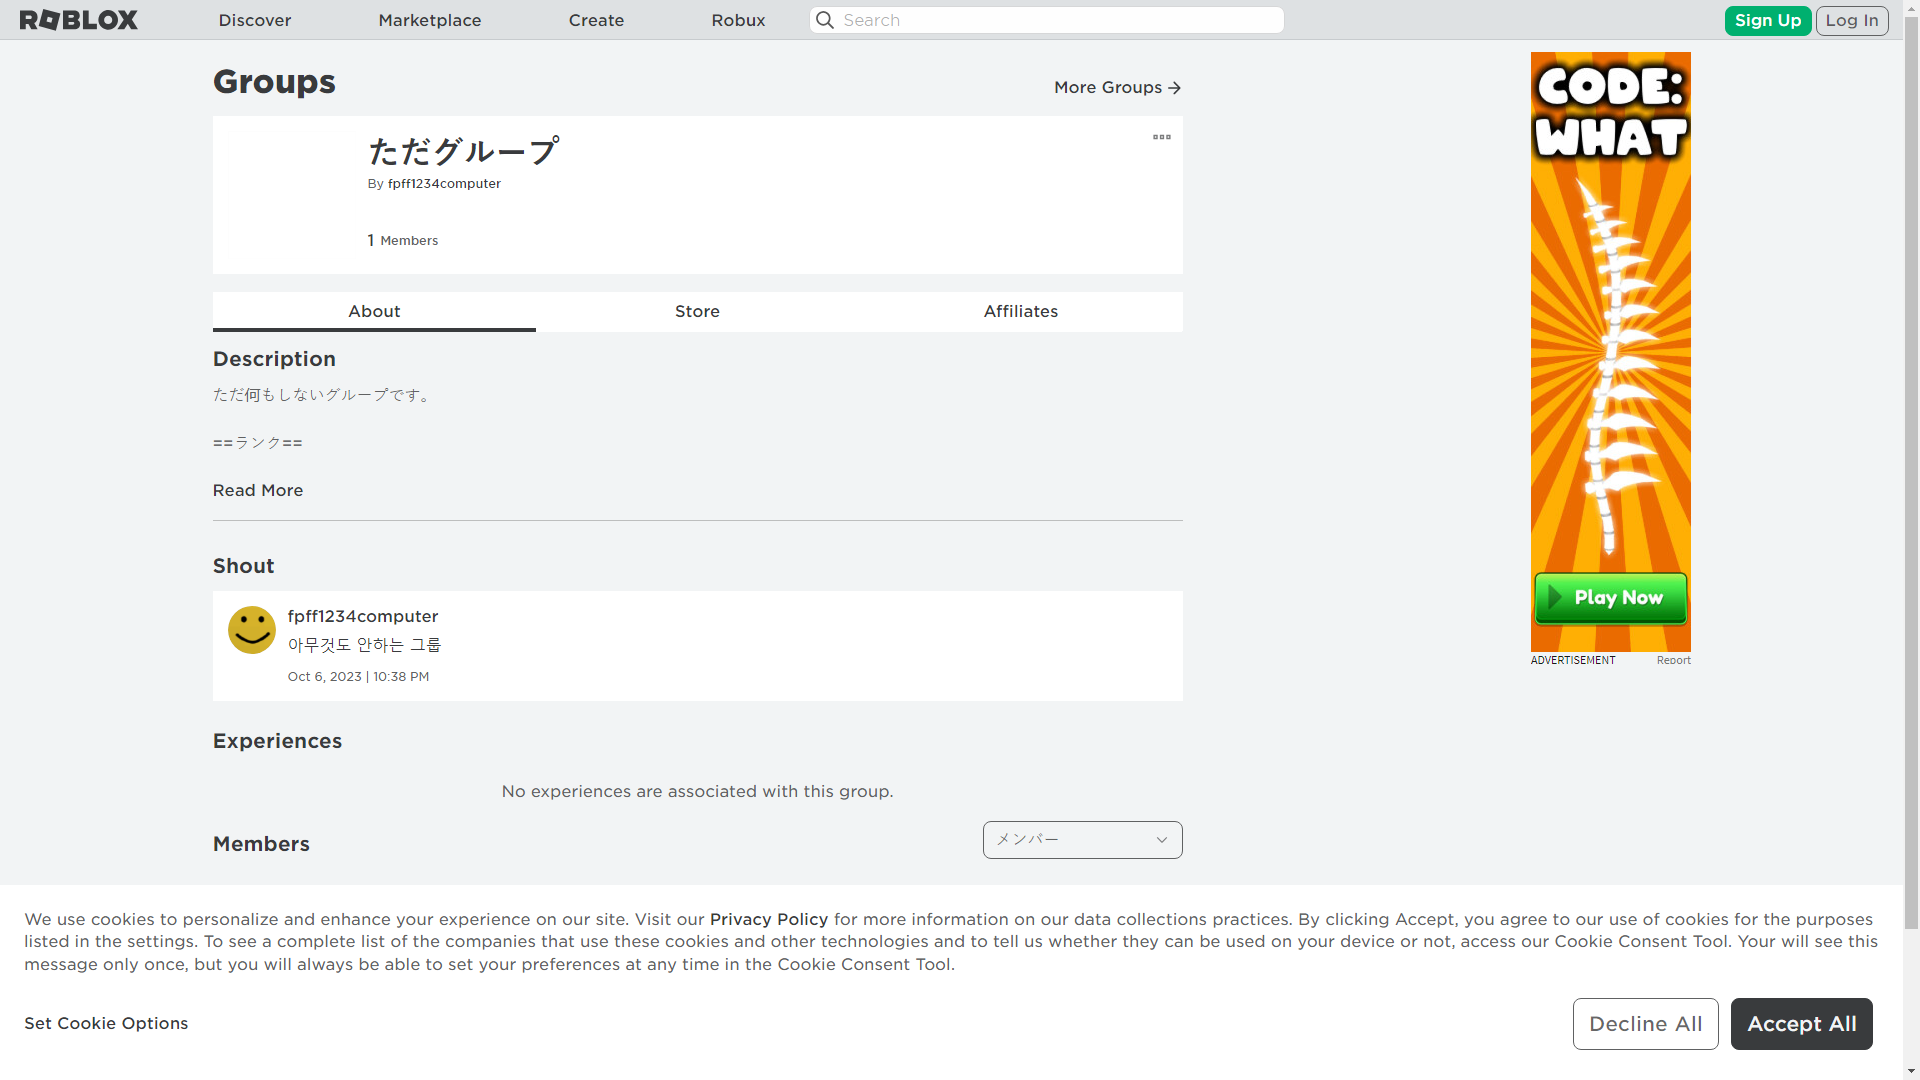 ROBLOX
Discover
Marketplace
Create
Robux
Search
Sign Up
Log In
Groups
More Groups
ただグループ
By fpff1234computer
1 Members
About
Store
Affiliates
Description
ただ何もしないグループです。
==ランク==
Read More
Shout
fpff1234computer
아무것도 안하는 그룹
Oct 6, 2023 | 10:38 PM
Experiences
No experiences are associated with this group.
Members
メンバー
CODE:
WHAT
Play Now
ADVERTISEMENT
Report
We use cookies to personalize and enhance your experience on our site. Visit our Privacy Policy for more information on our data collections practices. By clicking Accept, you agree to our use of cookies for the purposes
listed in the settings. To see a complete list of the companies that use these cookies and other technologies and to tell us whether they can be used on your device or not, access our Cookie Consent Tool. Your will see this
message only once, but you will always be able to set your preferences at any time in the Cookie Consent Tool.
Set Cookie Options
Decline All
Accept All